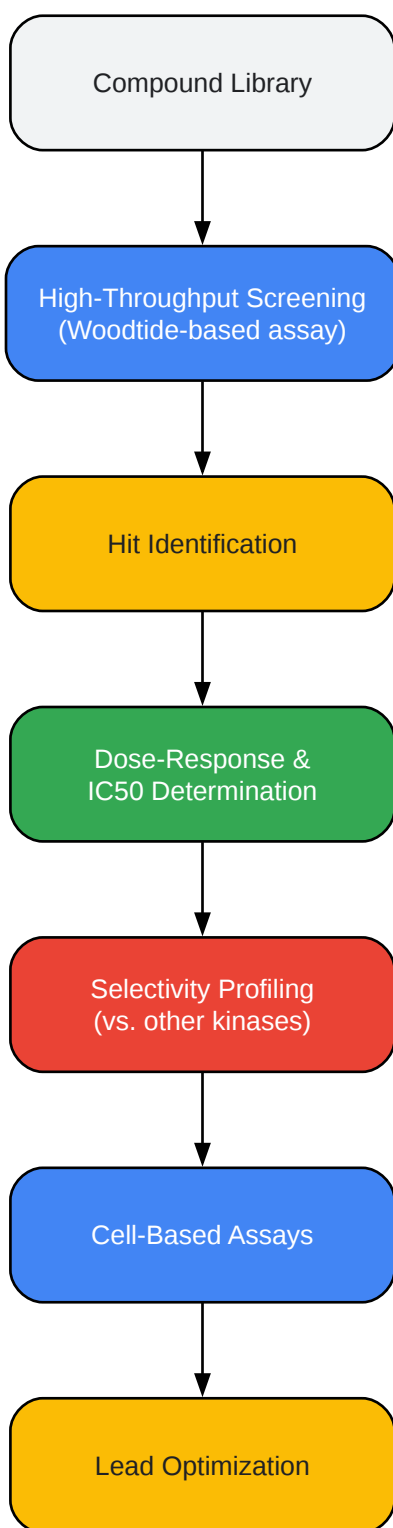 Compound Library
High-Throughput Screening
(Woodtide-based assay)
Hit Identification
Dose-Response &
IC50 Determination
Selectivity Profiling
(vs. other kinases)
Cell-Based Assays
Lead Optimization